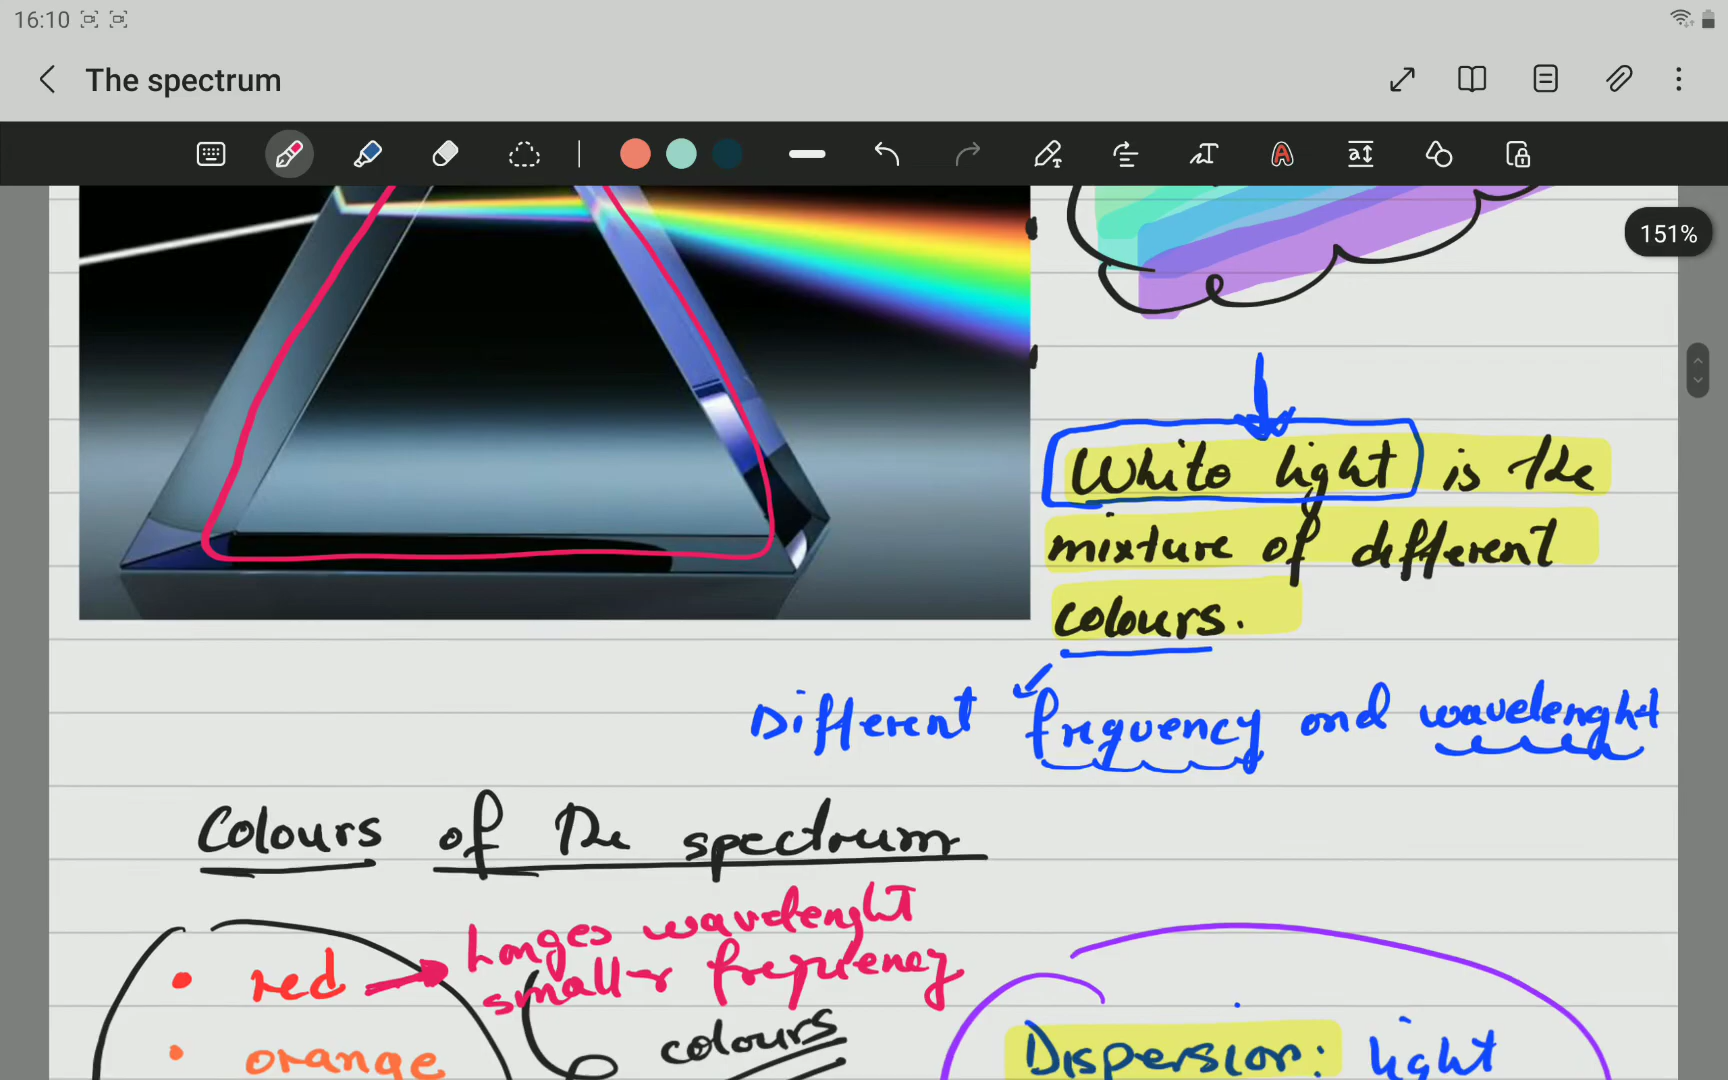 16:10
The spectrum
151%
White light is the
mixture of different
colours.
Different frequency and wavelenght
Colours of the spectrum
Longes wavelenght
smaller frequency
• red
colours
• orange
Dispersion: light